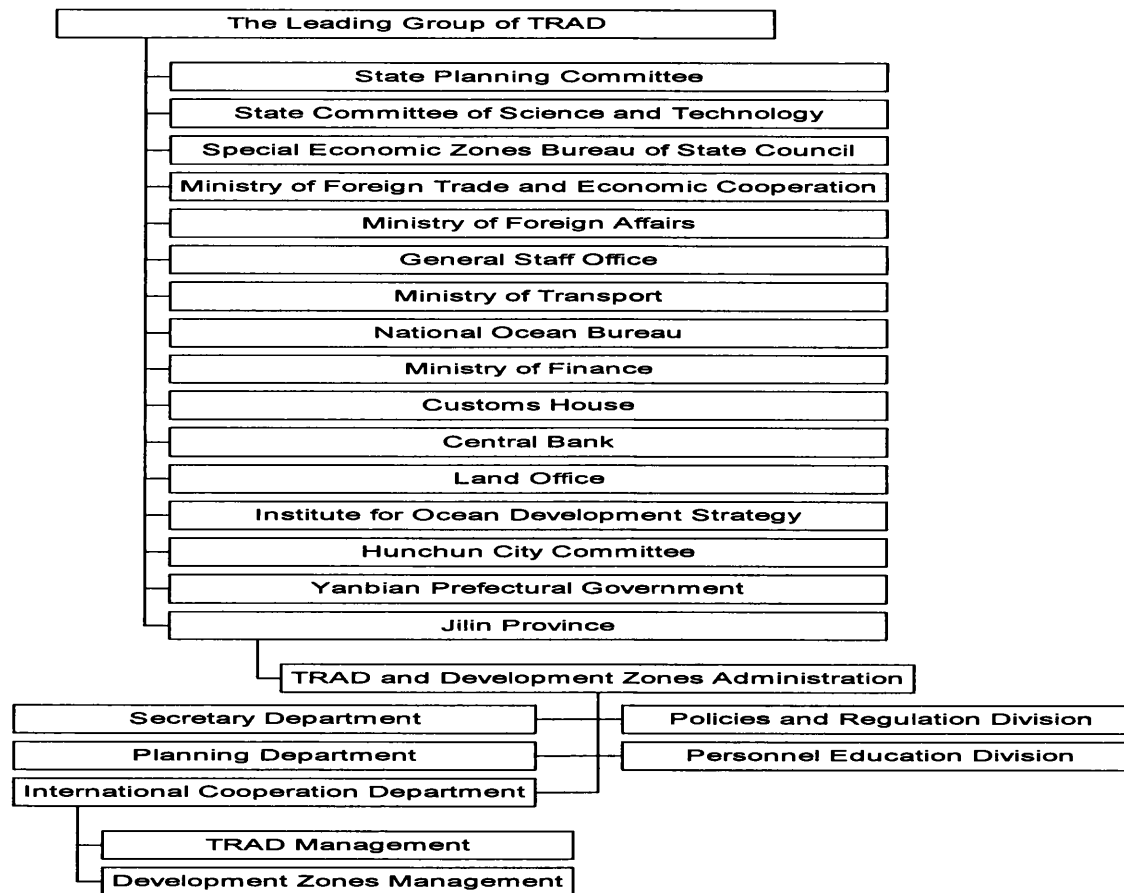 The Leading Group of TRAD
State Planning Committee
State Committee of Science and Technology
Special Economic Zones Bureau of State Council
Ministry of Foreign Trade and Economic Cooperation
Ministry of Foreign Affairs
General Staff Office
Ministry of Transport
National Ocean Bureau
Ministry of Finance
Customs House
Central Bank
Land Office
Institute for Ocean Development Strategy
Hunchun City Committee
Yanbian Prefectural Government
Jilin Province
TRAD and Development Zones Administration
Secretary Department
Policies and Regulation Division
Planning Department
Personnel Education Division
International Cooperation Department
TRAD Management
Development Zones Management